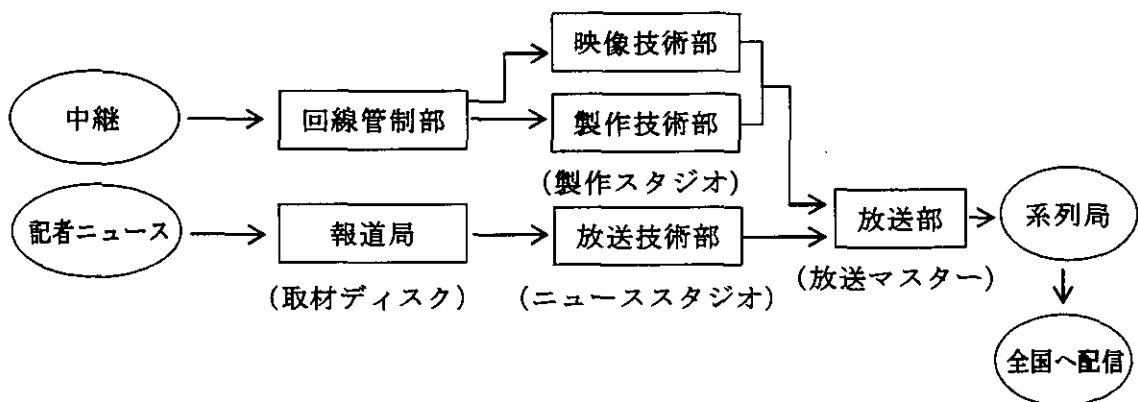 映像技術部
中継
回線管制部
製作技術部
(製作スタジオ)
記者ニュース
報道局
放送技術部
放送部
系列局
(取材ディスク)
(ニューススタジオ)
(放送マスター)
全国へ配信